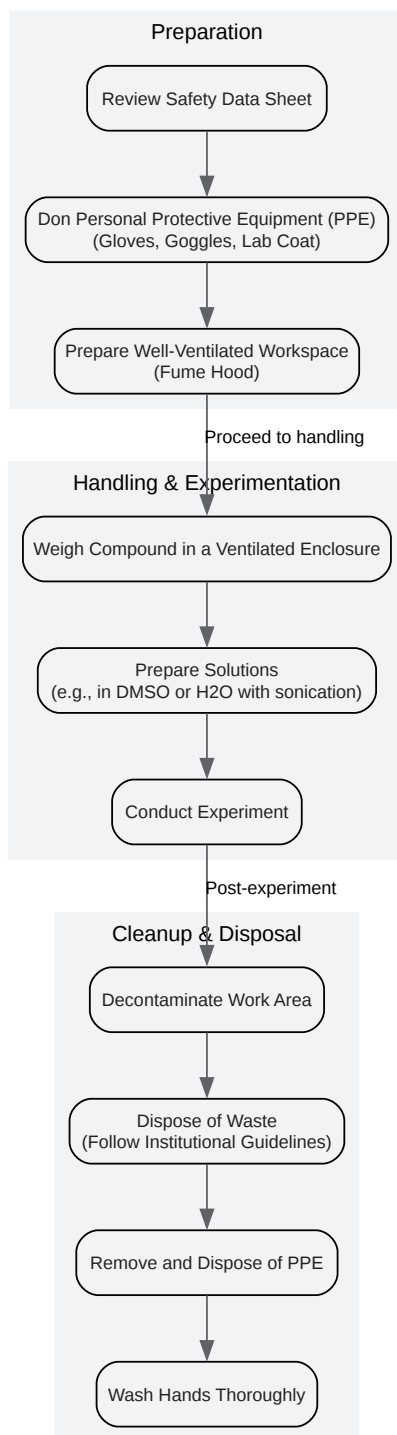 Preparation
Review Safety Data Sheet
Don Personal Protective Equipment (PPE)
(Gloves, Goggles, Lab Coat)
Prepare Well-Ventilated Workspace
(Fume Hood)
Proceed to handling
Handling & Experimentation
Weigh Compound in a Ventilated Enclosure
Prepare Solutions
(e.g., in DMSO or H2O with sonication)
Conduct Experiment
Post-experiment
Cleanup & Disposal
Decontaminate Work Area
Dispose of Waste
(Follow Institutional Guidelines)
Remove and Dispose of PPE
Wash Hands Thoroughly